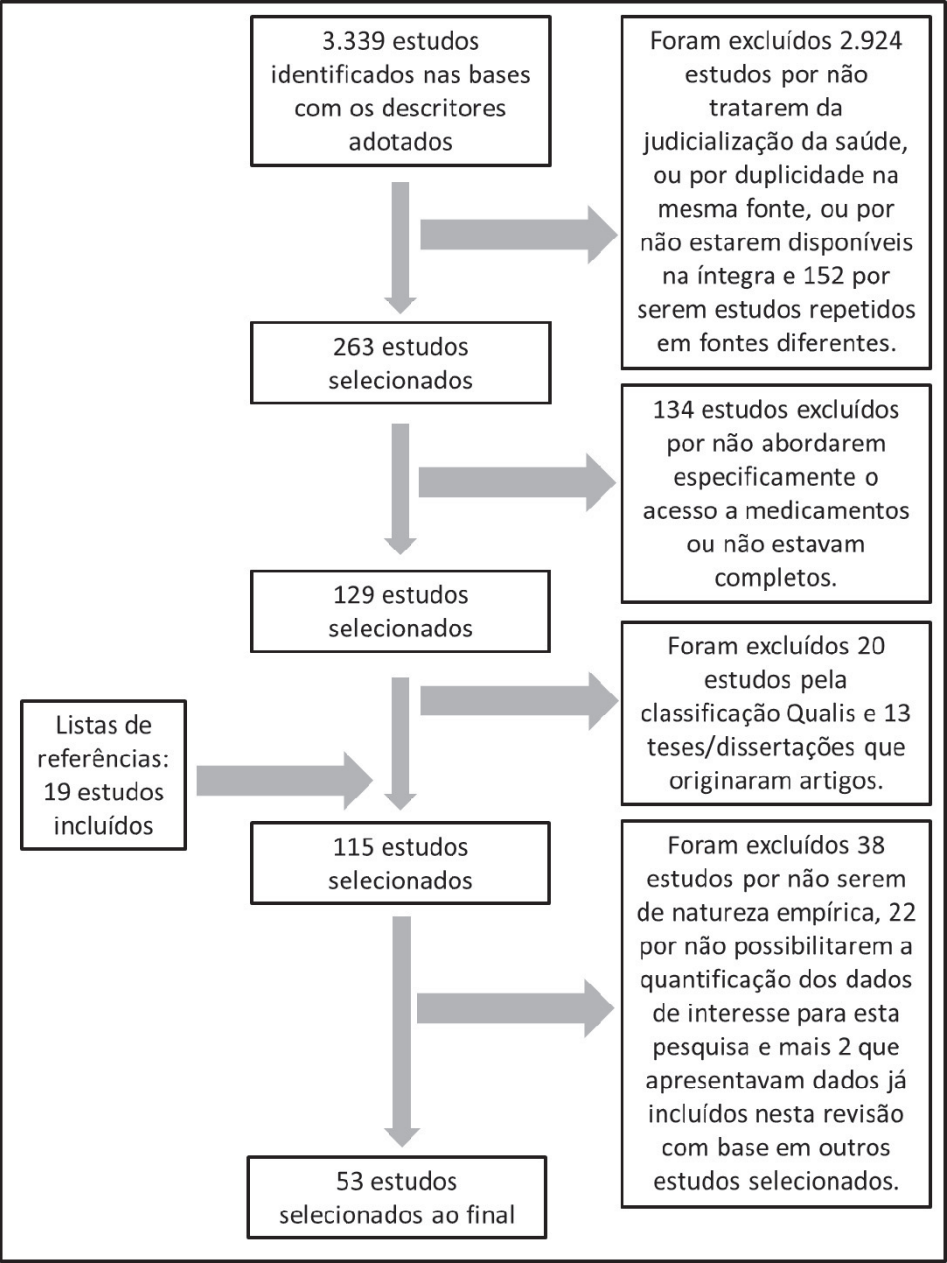 3.339 estudos
identificados nas bases
com os descritores
adotados
Foram excluídos 2.924
estudos por não
tratarem da
judicialização da saúde,
ou por duplicidade na
mesma fonte, ou por
não estarem disponíveis
na íntegra e 152 por
serem estudos repetidos
em fontes diferentes.
263 estudos
selecionados
134 estudos excluídos
por não abordarem
especificamente o
acesso a medicamentos
ou não estavam
completos.
129 estudos
selecionados
Foram excluídos 20
estudos pela
classificação Qualis e 13
teses/dissertações que
originaram artigos.
Listas de
referências:
19 estudos
incluídos
115 estudos
selecionados
Foram excluídos 38
estudos por não serem
de natureza empírica, 22
por não possibilitarem a
quantificação dos dados
de interesse para esta
pesquisa e mais 2 que
apresentavam dados já
incluídos nesta revisão
com base em outros
estudos selecionados.
53 estudos
selecionados ao final